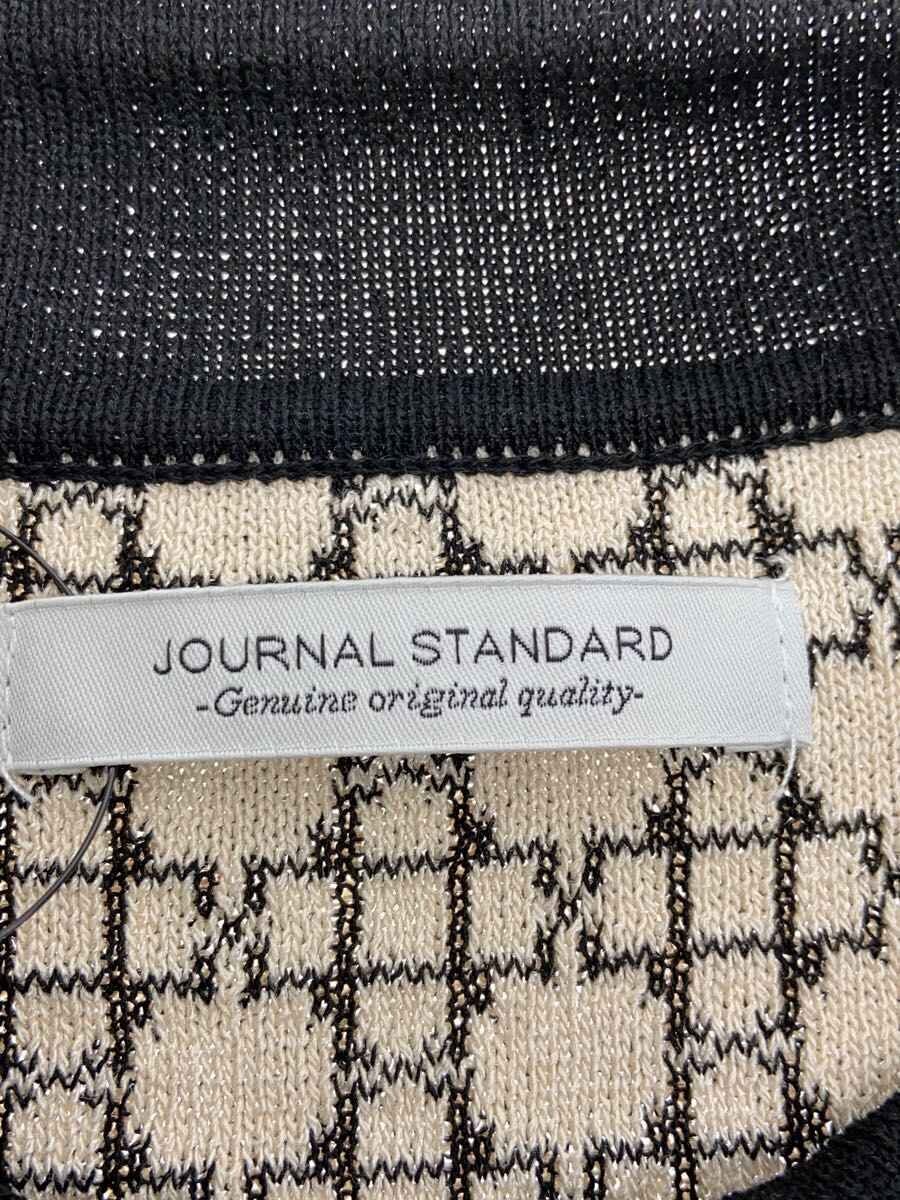 JOURNAL STANDARD
-Genuine original quality-